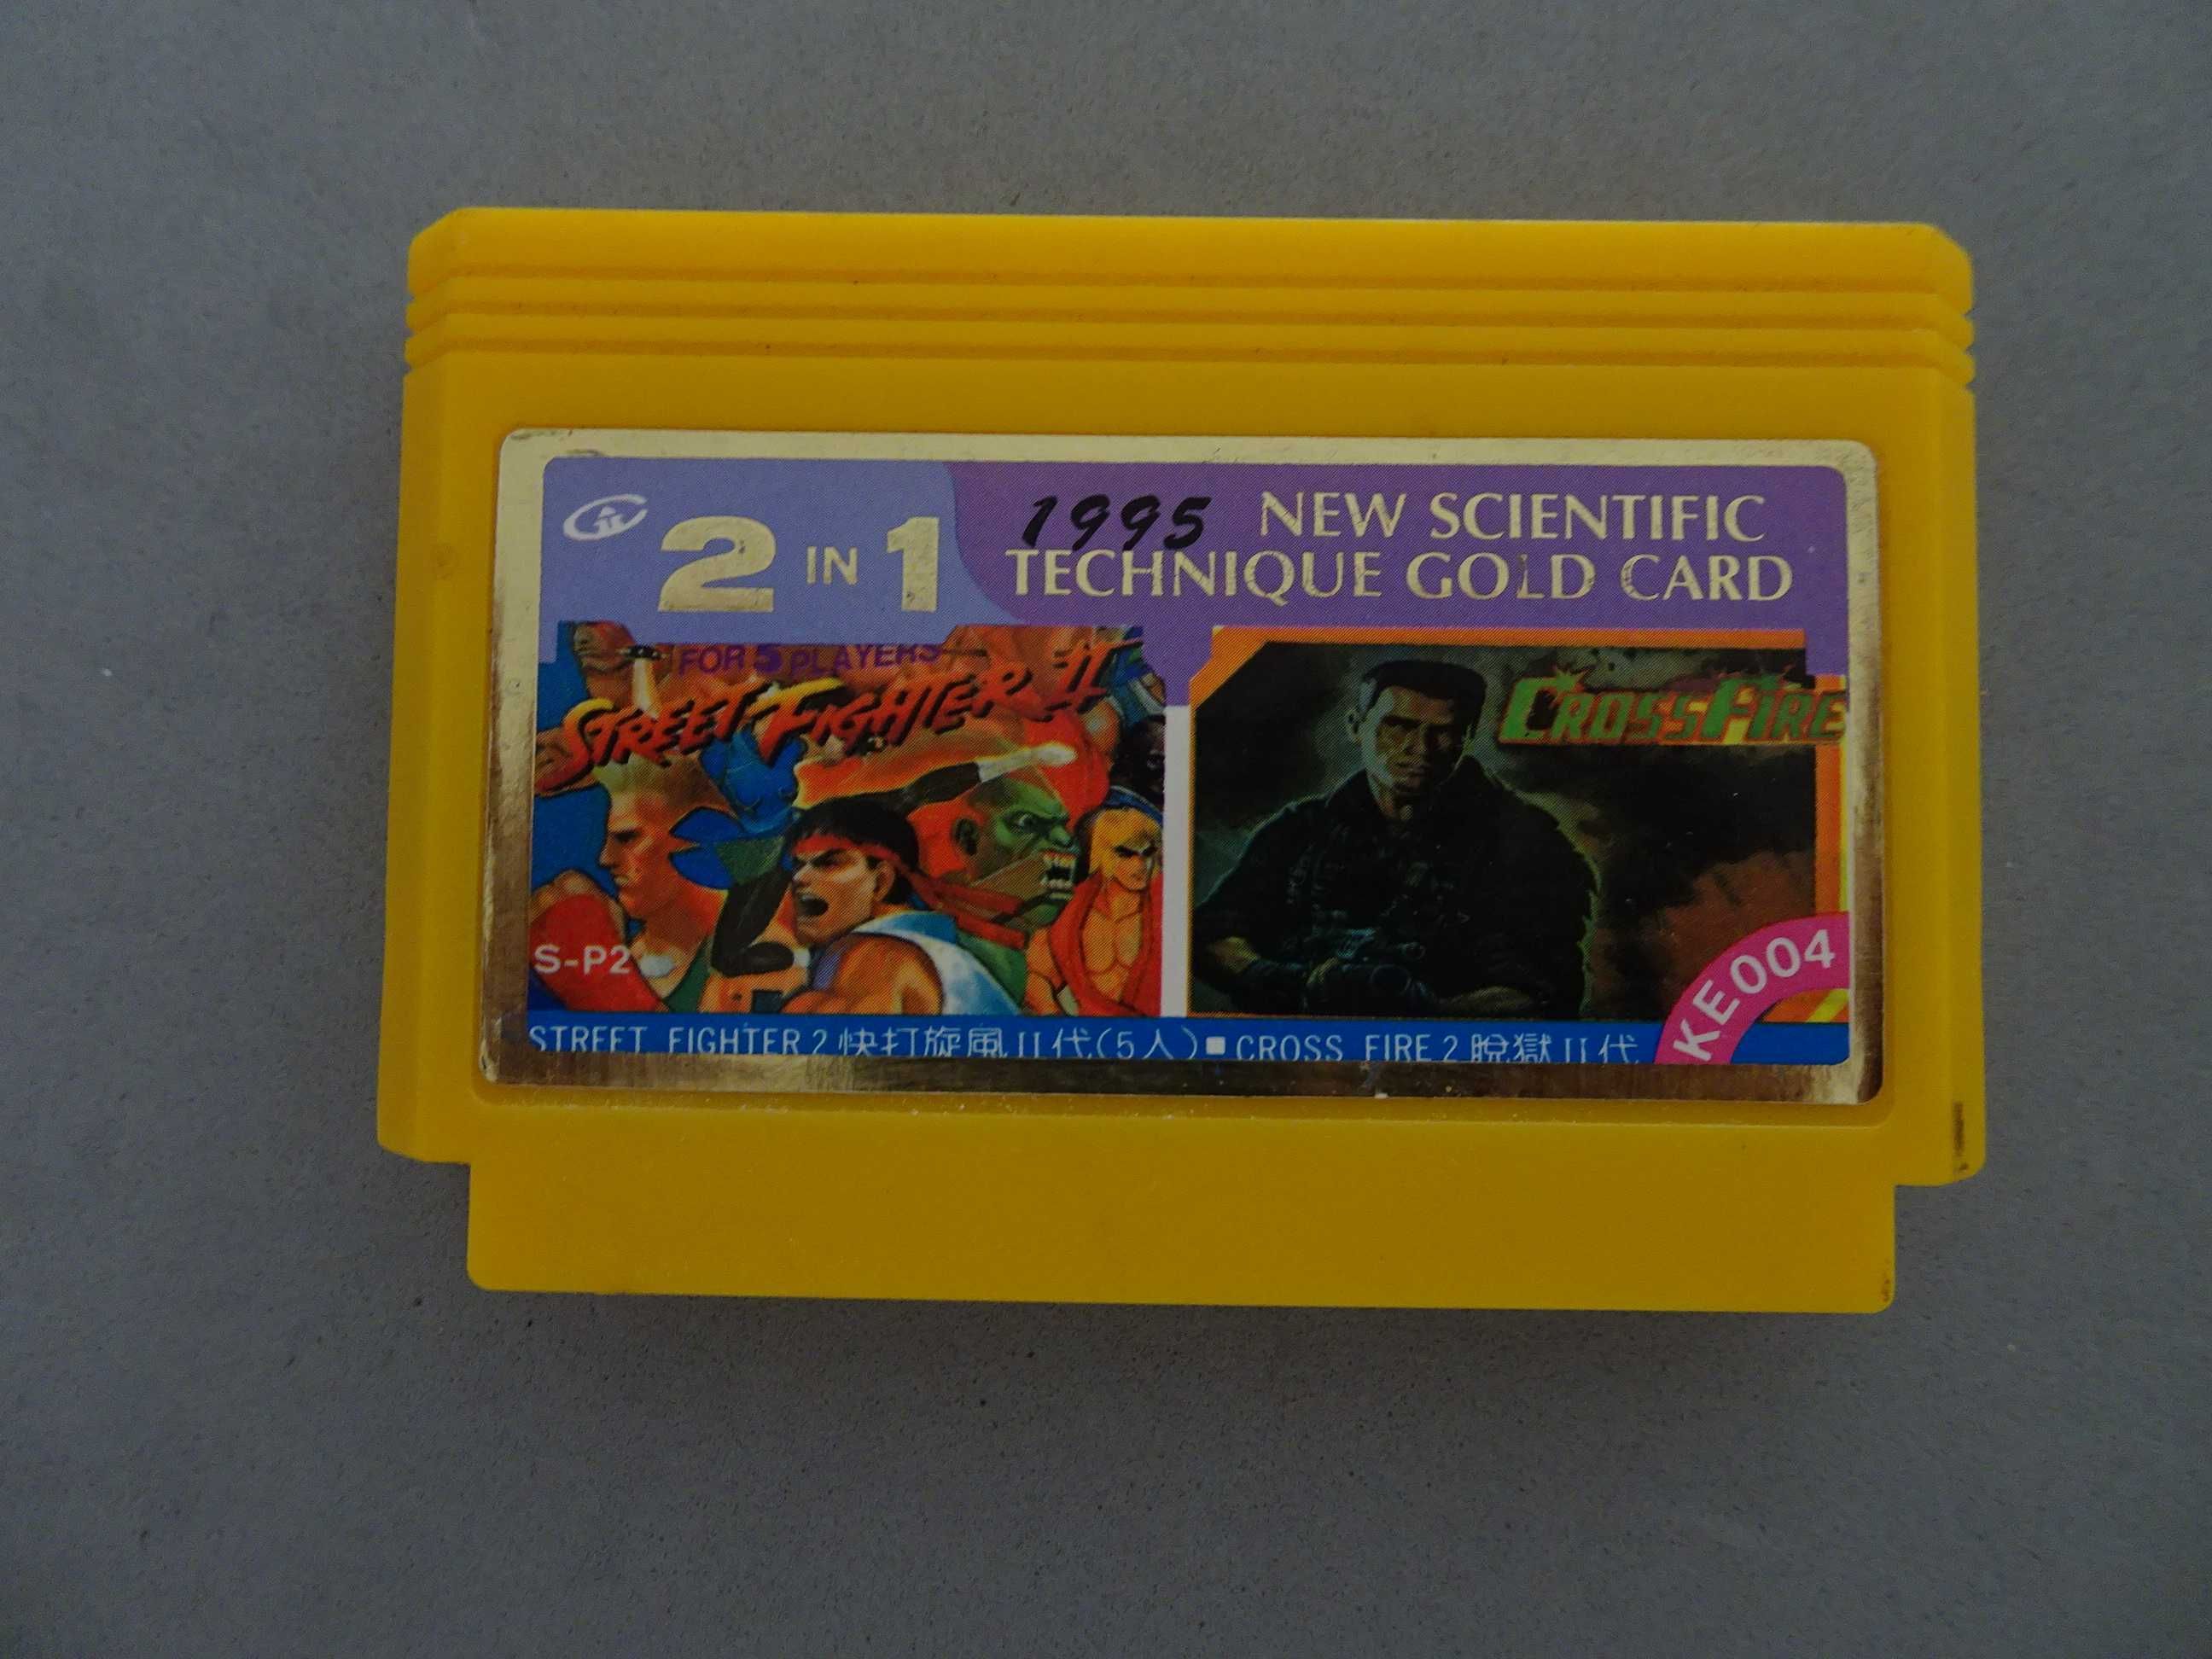 2 IN 1
1995 NEW SCIENTIFIC
TECHNIQUE GOLD CARD
FOR 5 PLAYERS
STREET FIGHTER II
CROSSFIRE
S-P2
KE004
STREET FIGHTER 2 快打旋風II代(5人)■CROSS FIRE 2 脫獄II代